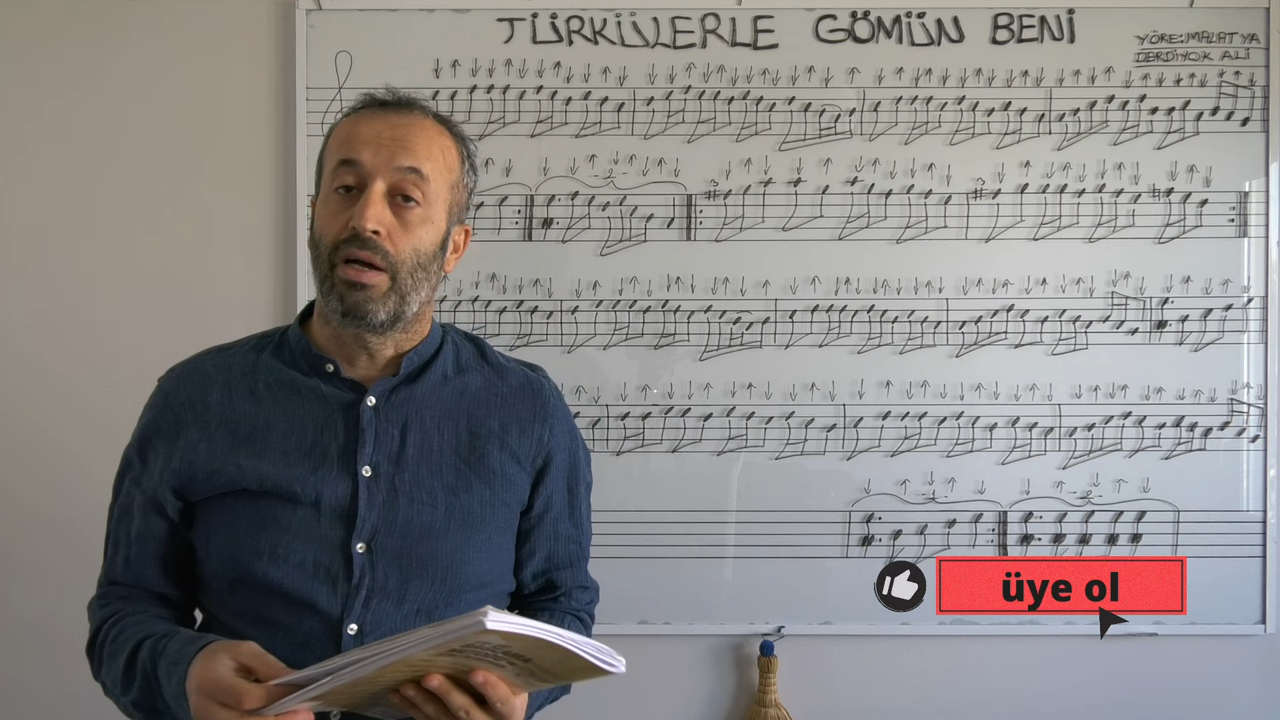 TÜRKÜLERLE GÖMÜN BENİ
YÖRE: MALATYA
DERDİYOK ALİ
üye ol